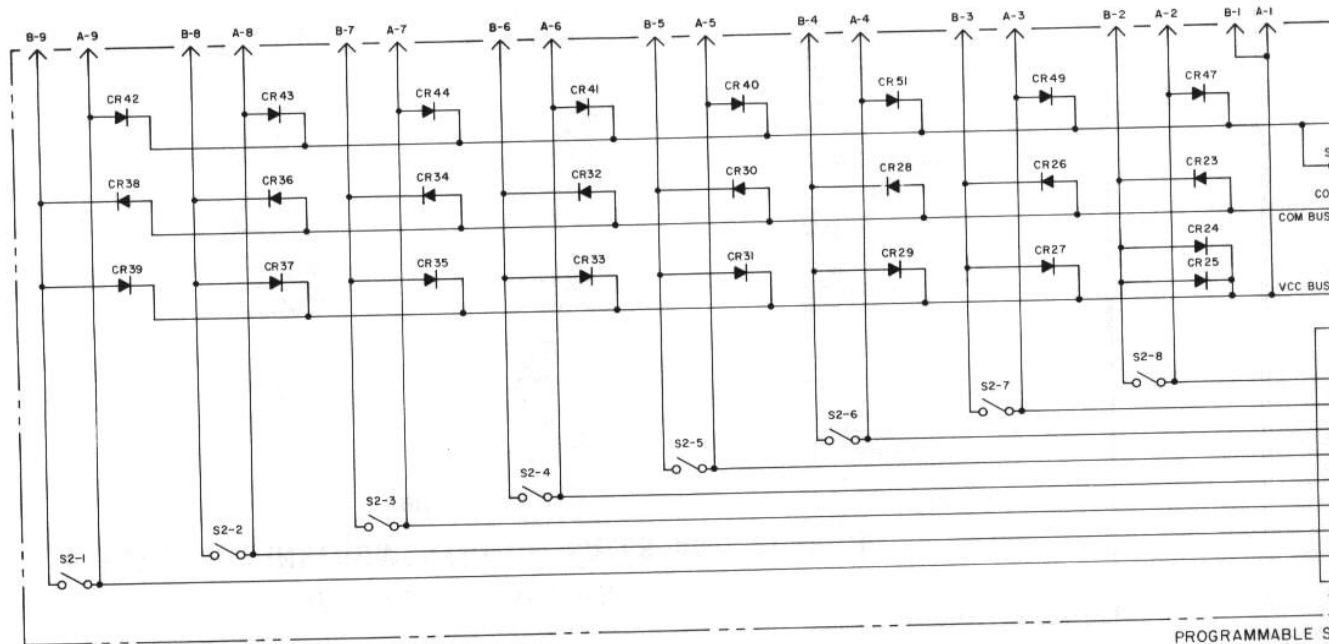 B-9 A-9 B-8 A-8 B-7 A-7 B-6 A-6 B-5 A-5 B-4 A-4 B-3 A-3 B-2 A-2 B-1 A-1
CR42 CR43 CR44 CR41 CR40 CR51 CR49 CR47
S
CR38 CR36 CR34 CR32 CR30 CR28 CR26 CR23
CO
COM BUS
CR24
CR39 CR37 CR35 CR33 CR31 CR29 CR27 CR25
VCC BUS
S2-8
S2-7
S2-6
S2-5
S2-4
S2-3
S2-2
S2-1
PROGRAMMABLE S